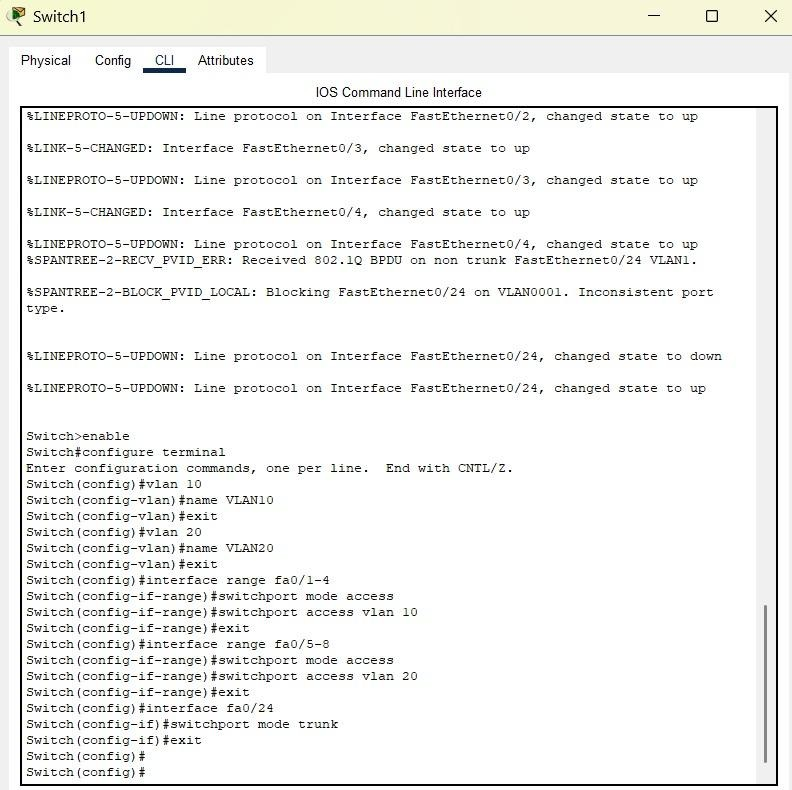 Switch1
Physical Config CLI Attributes
IOS Command Line Interface
%LINEPROTO-5-UPDOWN: Line protocol on Interface FastEthernet0/2, changed state to up
%LINK-5-CHANGED: Interface FastEthernet0/3, changed state to up
%LINEPROTO-5-UPDOWN: Line protocol on Interface FastEthernet0/3, changed state to up
%LINK-5-CHANGED: Interface FastEthernet0/4, changed state to up
%LINEPROTO-5-UPDOWN: Line protocol on Interface FastEthernet0/4, changed state to up
%SPANTREE-2-RECV_PVID_ERR: Received 802.1Q BPDU on non trunk FastEthernet0/24 VLAN1.
%SPANTREE-2-BLOCK_PVID_LOCAL: Blocking FastEthernet0/24 on VLAN0001. Inconsistent port
type.
%LINEPROTO-5-UPDOWN: Line protocol on Interface FastEthernet0/24, changed state to down
%LINEPROTO-5-UPDOWN: Line protocol on Interface FastEthernet0/24, changed state to up
Switch>enable
Switch#configure terminal
Enter configuration commands, one per line.  End with CNTL/Z.
Switch(config)#vlan 10
Switch(config-vlan)#name VLAN10
Switch(config-vlan)#exit
Switch(config)#vlan 20
Switch(config-vlan)#name VLAN20
Switch(config-vlan)#exit
Switch(config)#interface range fa0/1-4
Switch(config-if-range)#switchport mode access
Switch(config-if-range)#switchport access vlan 10
Switch(config-if-range)#exit
Switch(config)#interface range fa0/5-8
Switch(config-if-range)#switchport mode access
Switch(config-if-range)#switchport access vlan 20
Switch(config-if-range)#exit
Switch(config)#interface fa0/24
Switch(config-if)#switchport mode trunk
Switch(config-if)#exit
Switch(config)#
Switch(config)#